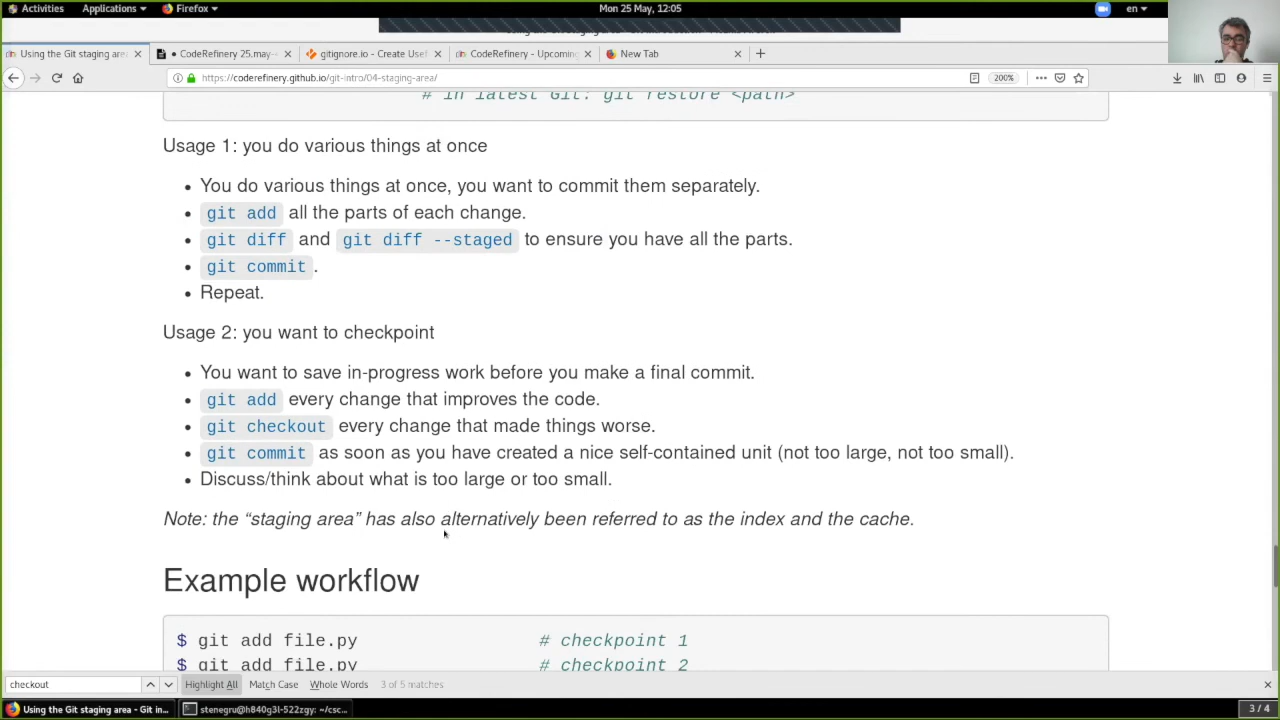 Activities Applications Firefox Mon 25 May, 12:05 en
Using the Git staging are CodeRefinery 25.may- gitignore.io - Create Usef CodeRefinery - Upcoming New Tab
https://coderefinery.github.io/git-intro/04-staging-area/ 200%
# in latest Git: git restore <path>
Usage 1: you do various things at once
• You do various things at once, you want to commit them separately.
• git add all the parts of each change.
• git diff and git diff --staged to ensure you have all the parts.
• git commit .
• Repeat.
Usage 2: you want to checkpoint
• You want to save in-progress work before you make a final commit.
• git add every change that improves the code.
• git checkout every change that made things worse.
• git commit as soon as you have created a nice self-contained unit (not too large, not too small).
• Discuss/think about what is too large or too small.
Note: the “staging area” has also alternatively been referred to as the index and the cache.
Example workflow
$ git add file.py # checkpoint 1
$ git add file.py # checkpoint 2
checkout Highlight All Match Case Whole Words 3 of 5 matches
Using the Git staging area - Git in... stenegru@h840g3l-522zgy: ~/csc... 3 / 4